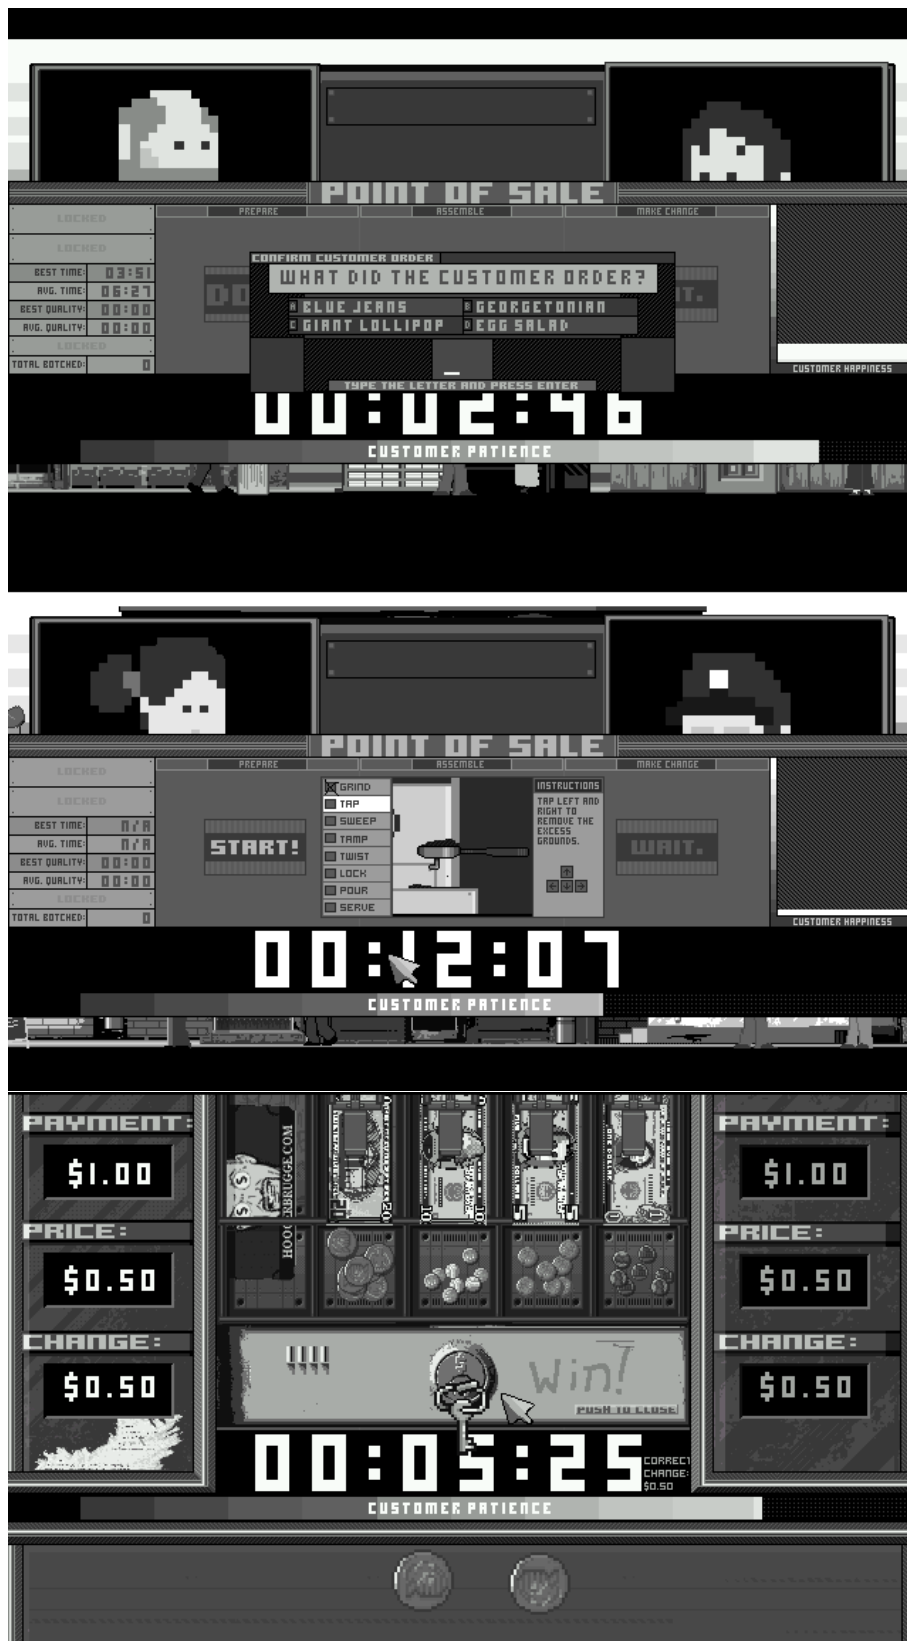 POINT OF SALE
PREPARE
ASSEMBLE
MAKE CHANGE
LOCKED
LOCKED
BEST TIME: 03:51
AVG. TIME: 06:27
BEST QUALITY: 00:00
AVG. QUALITY: 00:00
LOCKED
TOTAL BOTCHED: 0
CONFIRM CUSTOMER ORDER
WHAT DID THE CUSTOMER ORDER?
A BLUE JEANS
B GEORGETONIAN
C GIANT LOLLIPOP
D EGG SALAD
TYPE THE LETTER AND PRESS ENTER
CUSTOMER HAPPINESS
00:02:46
CUSTOMER PATIENCE
POINT OF SALE
PREPARE
ASSEMBLE
MAKE CHANGE
LOCKED
LOCKED
BEST TIME: N/A
AVG. TIME: N/A
BEST QUALITY: 00:00
AVG. QUALITY: 00:00
LOCKED
TOTAL BOTCHED: 0
START!
GRIND
TAP
SWEEP
TAMP
TWIST
LOCK
POUR
SERVE
INSTRUCTIONS
TAP LEFT AND
RIGHT TO
REMOVE THE
EXCESS
GROUNDS.
WAIT.
CUSTOMER HAPPINESS
00:12:07
CUSTOMER PATIENCE
PAYMENT:
$1.00
PRICE:
$0.50
CHANGE:
$0.50
Win!
PUSH TO CLOSE
PAYMENT:
$1.00
PRICE:
$0.50
CHANGE:
$0.50
00:05:25
CORRECT
CHANGE:
$0.50
CUSTOMER PATIENCE